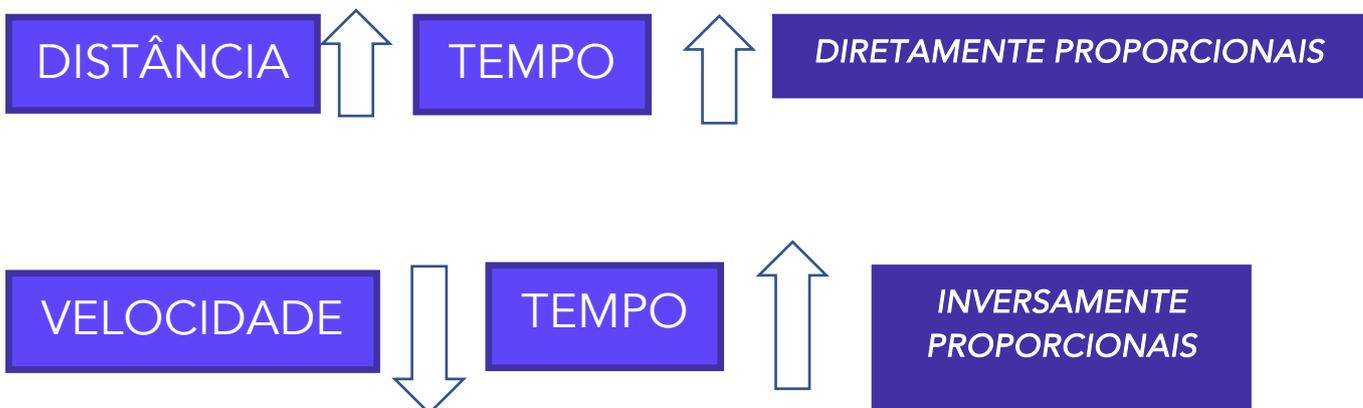 DISTÂNCIA TEMPO DIRETAMENTE PROPORCIONAIS
VELOCIDADE TEMPO INVERSAMENTE
PROPORCIONAIS